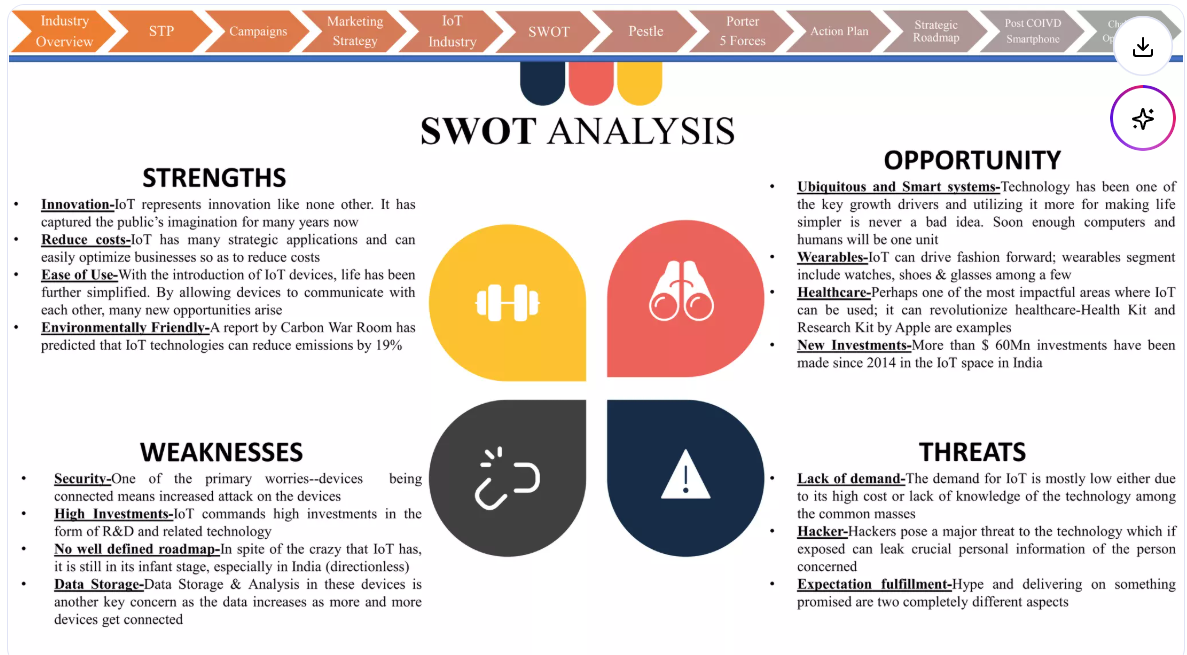 Industry
Overview
STP
Campaigns
Marketing
Strategy
IoT
Industry
SWOT
Pestle
Porter
5 Forces
Action Plan
Strategic
Roadmap
Post COIVD
Smartphone
SWOT ANALYSIS
STRENGTHS
• Innovation-IoT represents innovation like none other. It has
captured the public’s imagination for many years now
• Reduce costs-IoT has many strategic applications and can
easily optimize businesses so as to reduce costs
• Ease of Use-With the introduction of IoT devices, life has been
further simplified. By allowing devices to communicate with
each other, many new opportunities arise
• Environmentally Friendly-A report by Carbon War Room has
predicted that IoT technologies can reduce emissions by 19%
OPPORTUNITY
• Ubiquitous and Smart systems-Technology has been one of
the key growth drivers and utilizing it more for making life
simpler is never a bad idea. Soon enough computers and
humans will be one unit
• Wearables-IoT can drive fashion forward; wearables segment
include watches, shoes & glasses among a few
• Healthcare-Perhaps one of the most impactful areas where IoT
can be used; it can revolutionize healthcare-Health Kit and
Research Kit by Apple are examples
• New Investments-More than $ 60Mn investments have been
made since 2014 in the IoT space in India
WEAKNESSES
• Security-One of the primary worries--devices being
connected means increased attack on the devices
• High Investments-IoT commands high investments in the
form of R&D and related technology
• No well defined roadmap-In spite of the crazy that IoT has,
it is still in its infant stage, especially in India (directionless)
• Data Storage-Data Storage & Analysis in these devices is
another key concern as the data increases as more and more
devices get connected
THREATS
• Lack of demand-The demand for IoT is mostly low either due
to its high cost or lack of knowledge of the technology among
the common masses
• Hacker-Hackers pose a major threat to the technology which if
exposed can leak crucial personal information of the person
concerned
• Expectation fulfillment-Hype and delivering on something
promised are two completely different aspects